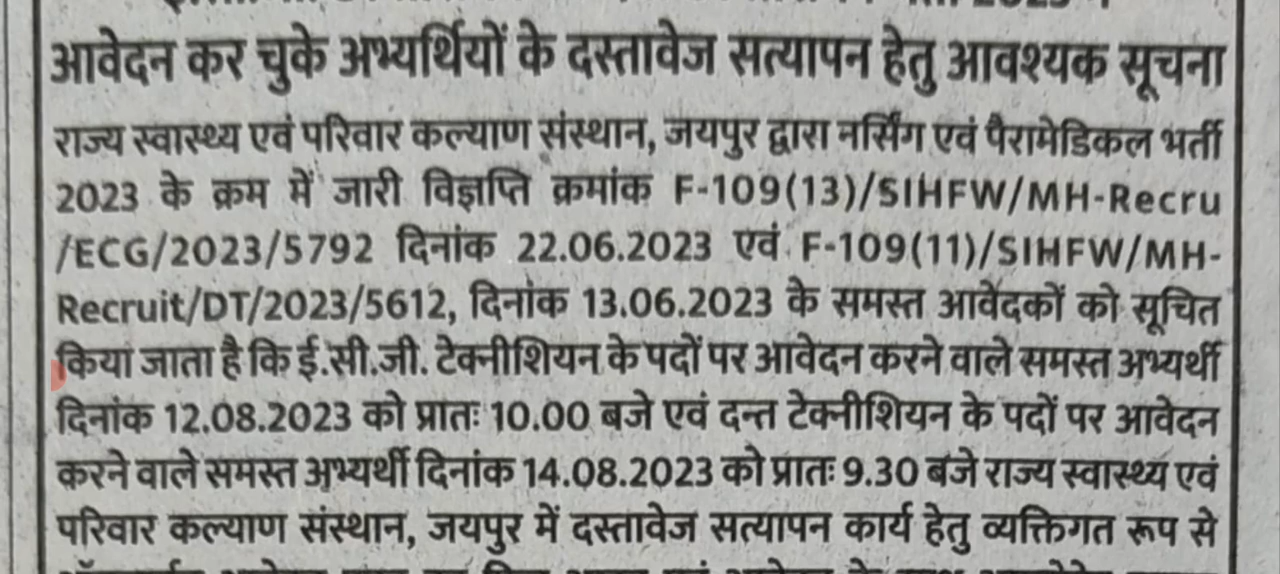 आवेदन कर चुके अभ्यर्थियों के दस्तावेज सत्यापन हेतु आवश्यक सूचना
राज्य स्वास्थ्य एवं परिवार कल्याण संस्थान, जयपुर द्वारा नर्सिंग एवं पैरामेडिकल भर्ती
2023 के क्रम में जारी विज्ञप्ति क्रमांक F-109(13)/SIHFW/MH-Recru
/ECG/2023/5792 दिनांक 22.06.2023 एवं F-109(11)/SIHFW/MH-
Recruit/DT/2023/5612, दिनांक 13.06.2023 के समस्त आवेदकों को सूचित
किया जाता है कि ई.सी.जी. टेक्नीशियन के पदों पर आवेदन करने वाले समस्त अभ्यर्थी
दिनांक 12.08.2023 को प्रातः 10.00 बजे एवं दन्त टेक्नीशियन के पदों पर आवेदन
करने वाले समस्त अभ्यर्थी दिनांक 14.08.2023 को प्रातः 9.30 बजे राज्य स्वास्थ्य एवं
परिवार कल्याण संस्थान, जयपुर में दस्तावेज सत्यापन कार्य हेतु व्यक्तिगत रूप से